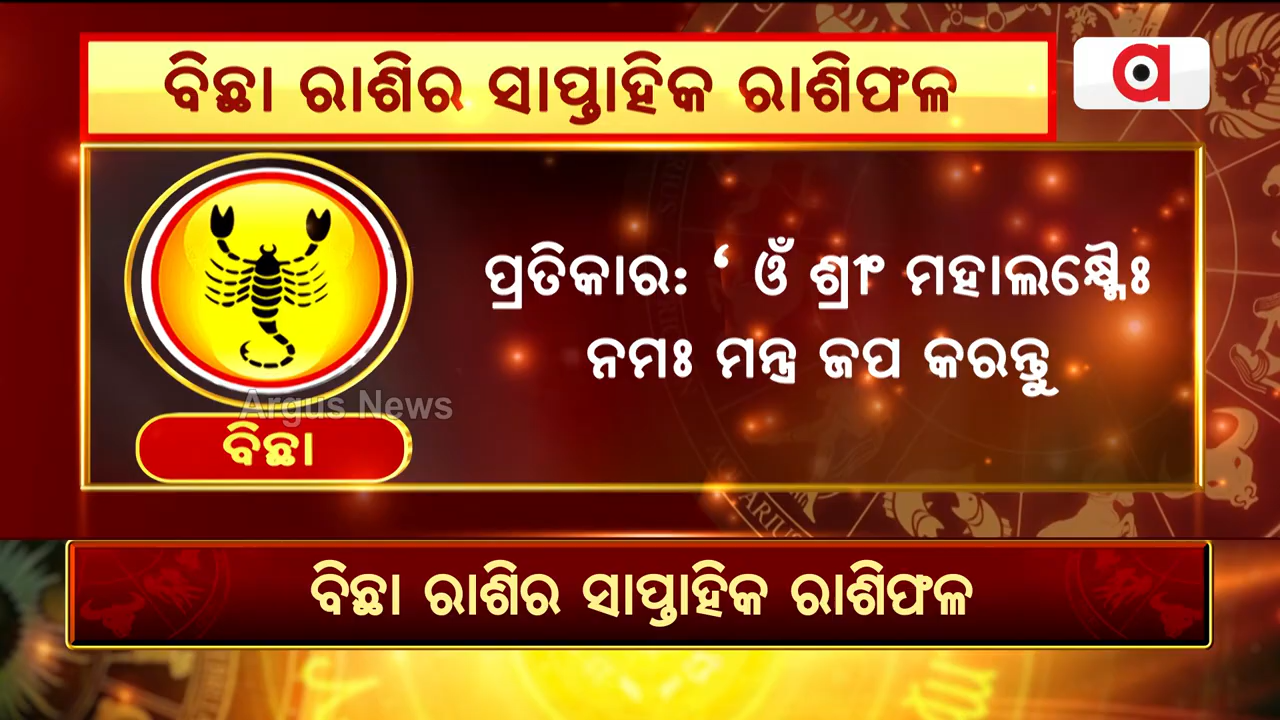 ବିଛା ରାଶିର ସାପ୍ତାହିକ ରାଶିଫଳ
a
ପ୍ରତିକାର: ‘ ଓଁ ଶ୍ରୀଂ ମହାଲକ୍ଷ୍ମୈଃ
ନମଃ ମନ୍ତ୍ର ଜପ କରନ୍ତୁ
Argus News
ବିଛା
ବିଛା ରାଶିର ସାପ୍ତାହିକ ରାଶିଫଳ